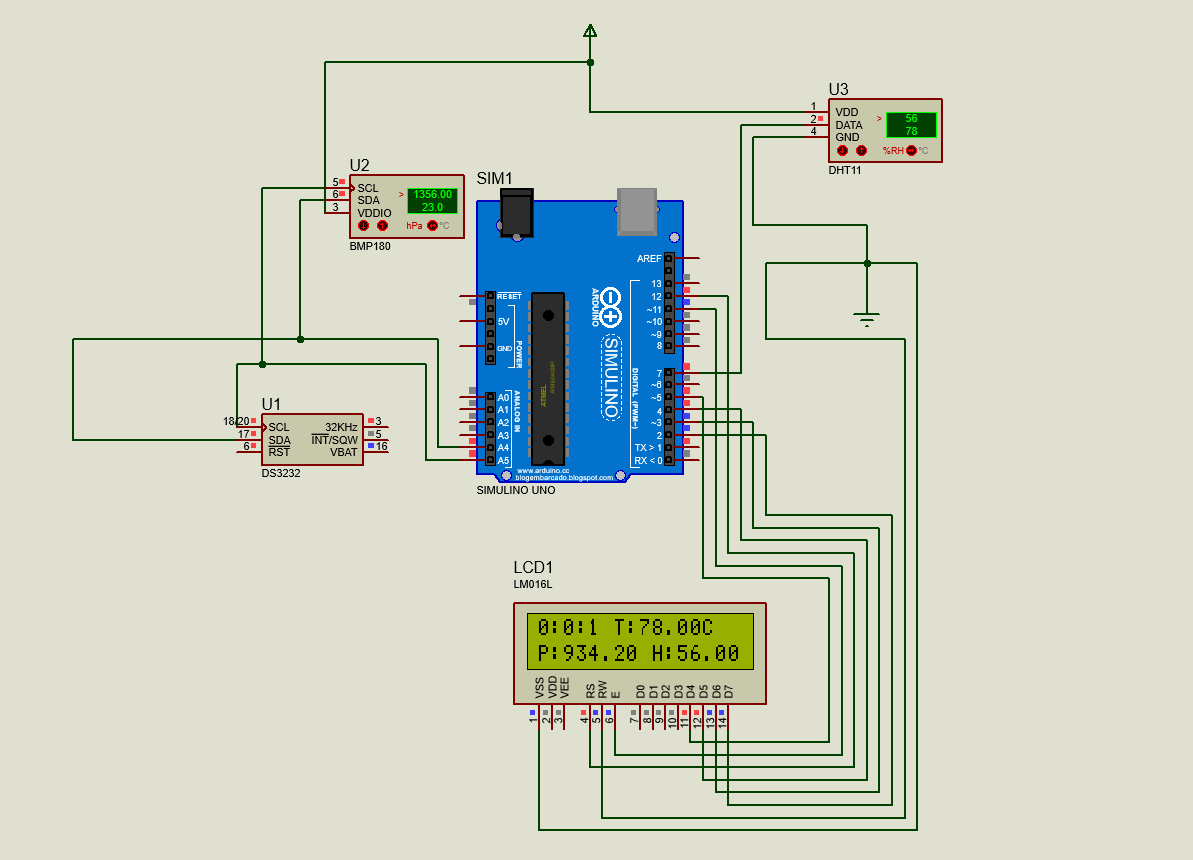 U3
1 VDD
2 DATA
4 GND
> 56
78
%RH °C
DHT11
U2
5 SCL
6 SDA
3 VDDIO
> 1356.00
23.0
hPa °C
BMP180
SIM1
AREF
13
12
~11
~10
~9
8
7
~6
~5
4
~3
2
TX > 1
RX < 0
DIGITAL (PWM~)
RESET
5V
GND
POWER
A0
A1
A2
A3
A4
A5
ANALOG IN
ARDUINO
SIMULINO
ATMEL
www.arduino.cc
blogembarcado.blogspot.com
SIMULINO UNO
U1
18/20 SCL
17 SDA
6 RST
32KHz 3
INT/SQW 5
VBAT 16
DS3232
LCD1
LM016L
0:0:1 T:78.00C
P:934.20 H:56.00
VSS VDD VEE RS RW E D0 D1 D2 D3 D4 D5 D6 D7
1 2 3 4 5 6 7 8 9 10 11 12 13 14